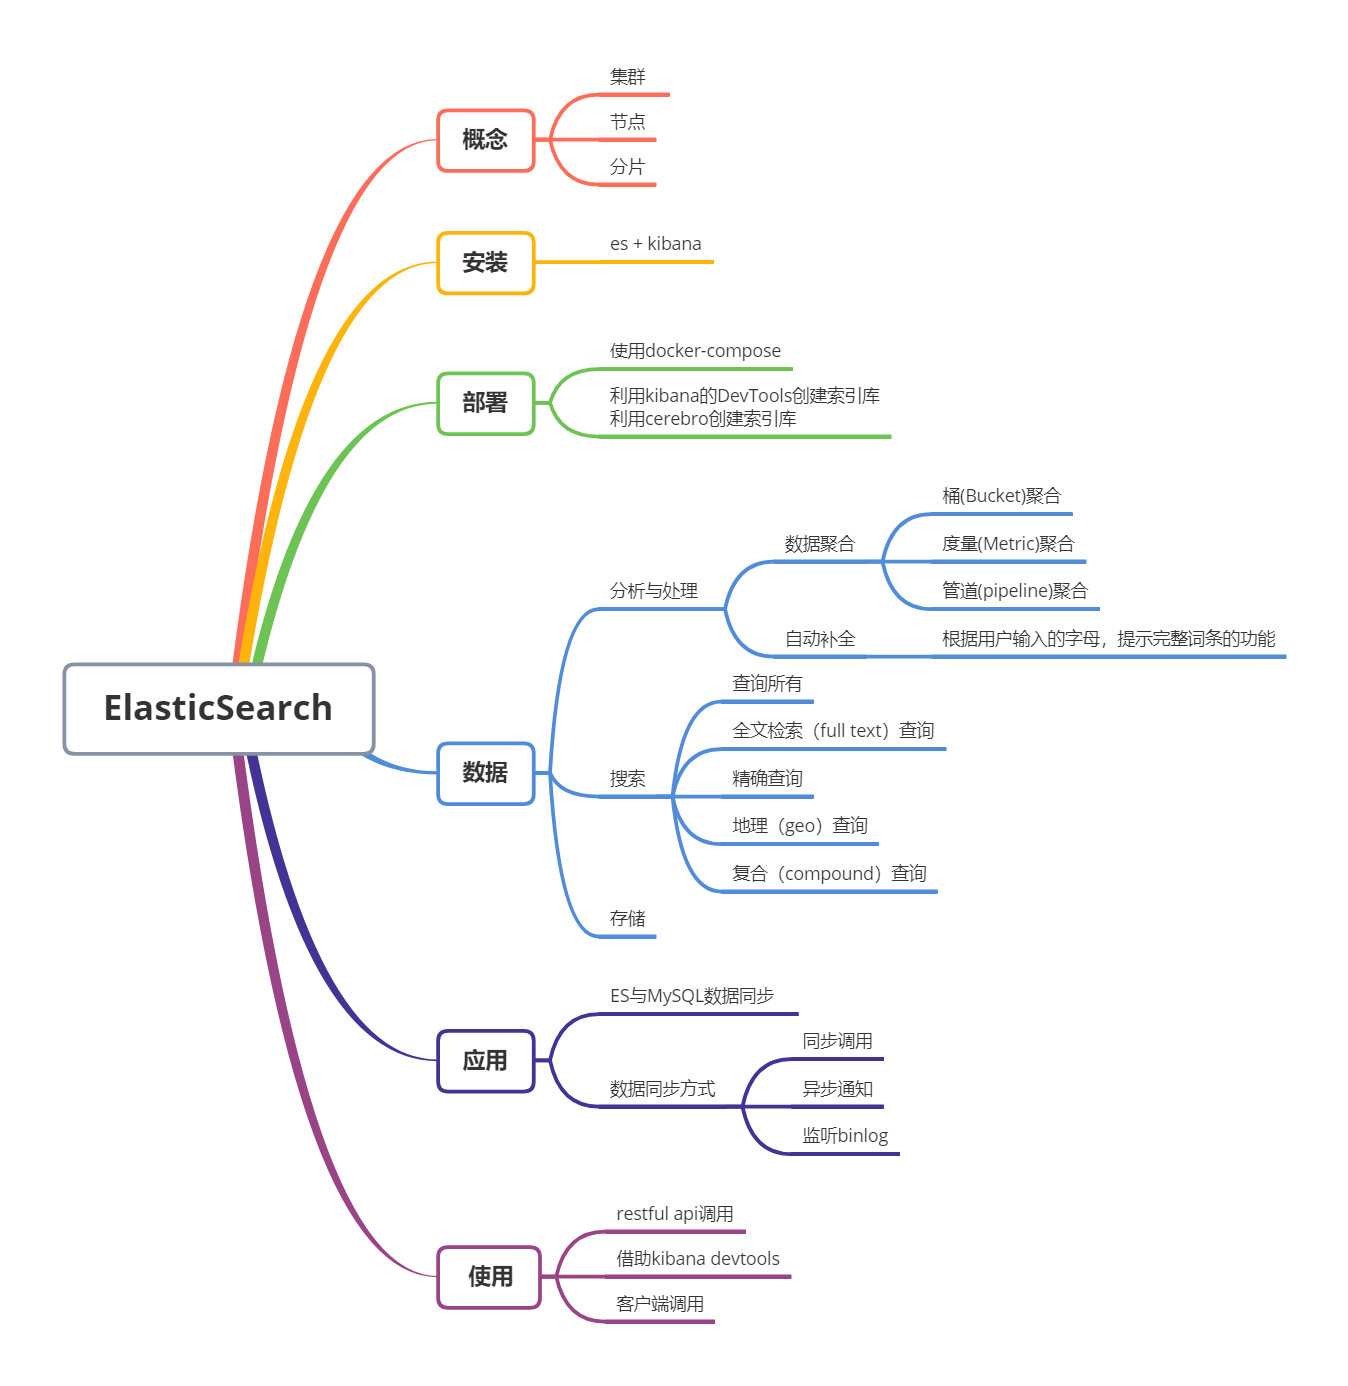 ElasticSearch
概念
集群
节点
分片
安装
es + kibana
部署
使用docker-compose
利用kibana的DevTools创建索引库
利用cerebro创建索引库
数据
分析与处理
数据聚合
桶(Bucket)聚合
度量(Metric)聚合
管道(pipeline)聚合
自动补全
根据用户输入的字母，提示完整词条的功能
搜索
查询所有
全文检索（full text）查询
精确查询
地理（geo）查询
复合（compound）查询
存储
应用
ES与MySQL数据同步
数据同步方式
同步调用
异步通知
监听binlog
使用
restful api调用
借助kibana devtools
客户端调用